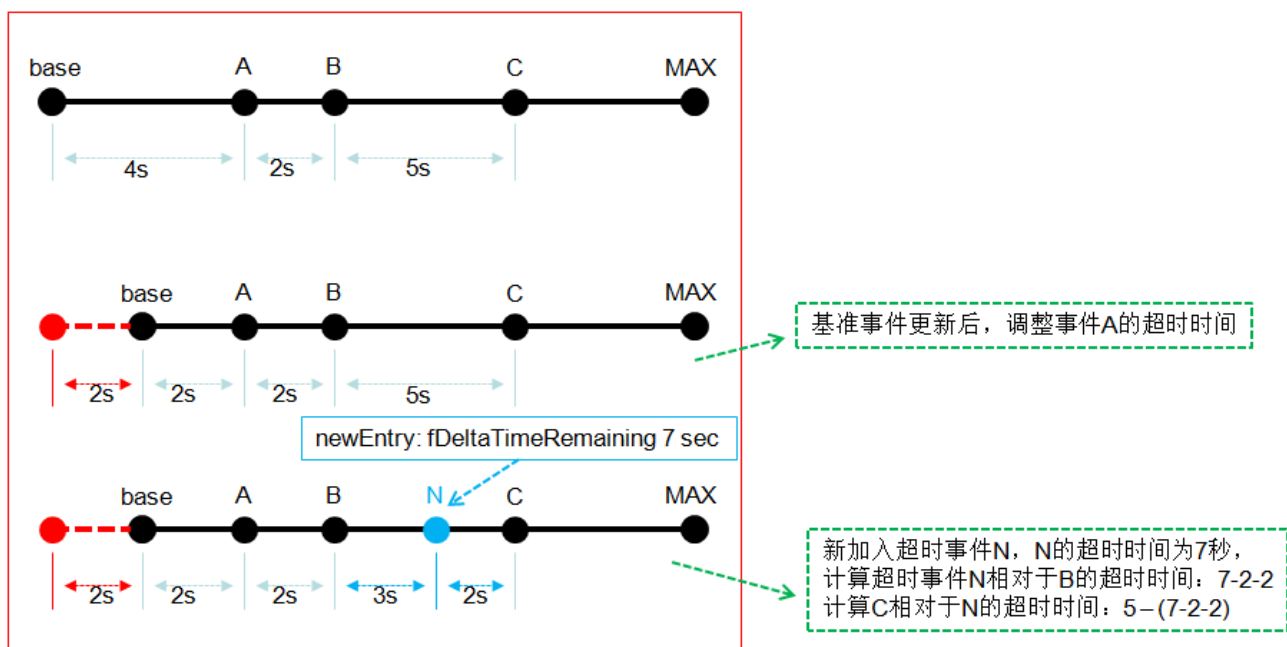 base A B C MAX
4s 2s 5s
base A B C MAX
基准事件更新后，调整事件A的超时时间
2s 2s 2s 5s
newEntry: fDeltaTimeRemaining 7 sec
base A B N C MAX
2s 2s 2s 3s 2s
新加入超时事件N，N的超时时间为7秒，
计算超时事件N相对于B的超时时间：7-2-2
计算C相对于N的超时时间：5–(7-2-2)